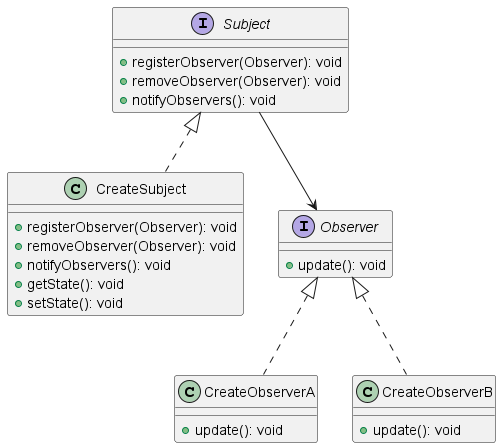 I Subject
registerObserver(Observer): void
removeObserver(Observer): void
notifyObservers(): void
C CreateSubject
registerObserver(Observer): void
removeObserver(Observer): void
notifyObservers(): void
getState(): void
setState(): void
I Observer
update(): void
C CreateObserverA
update(): void
C CreateObserverB
update(): void